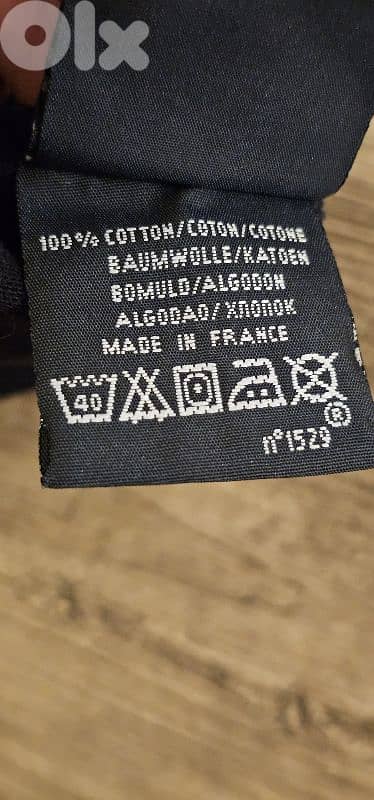 OLX
100% COTTON/COTON/COTONE
BAUMWOLLE/KATOEN
BOMULD/ALGODON
ALGODAO/ХЛОПОК
MADE IN FRANCE
40
®
n°1529